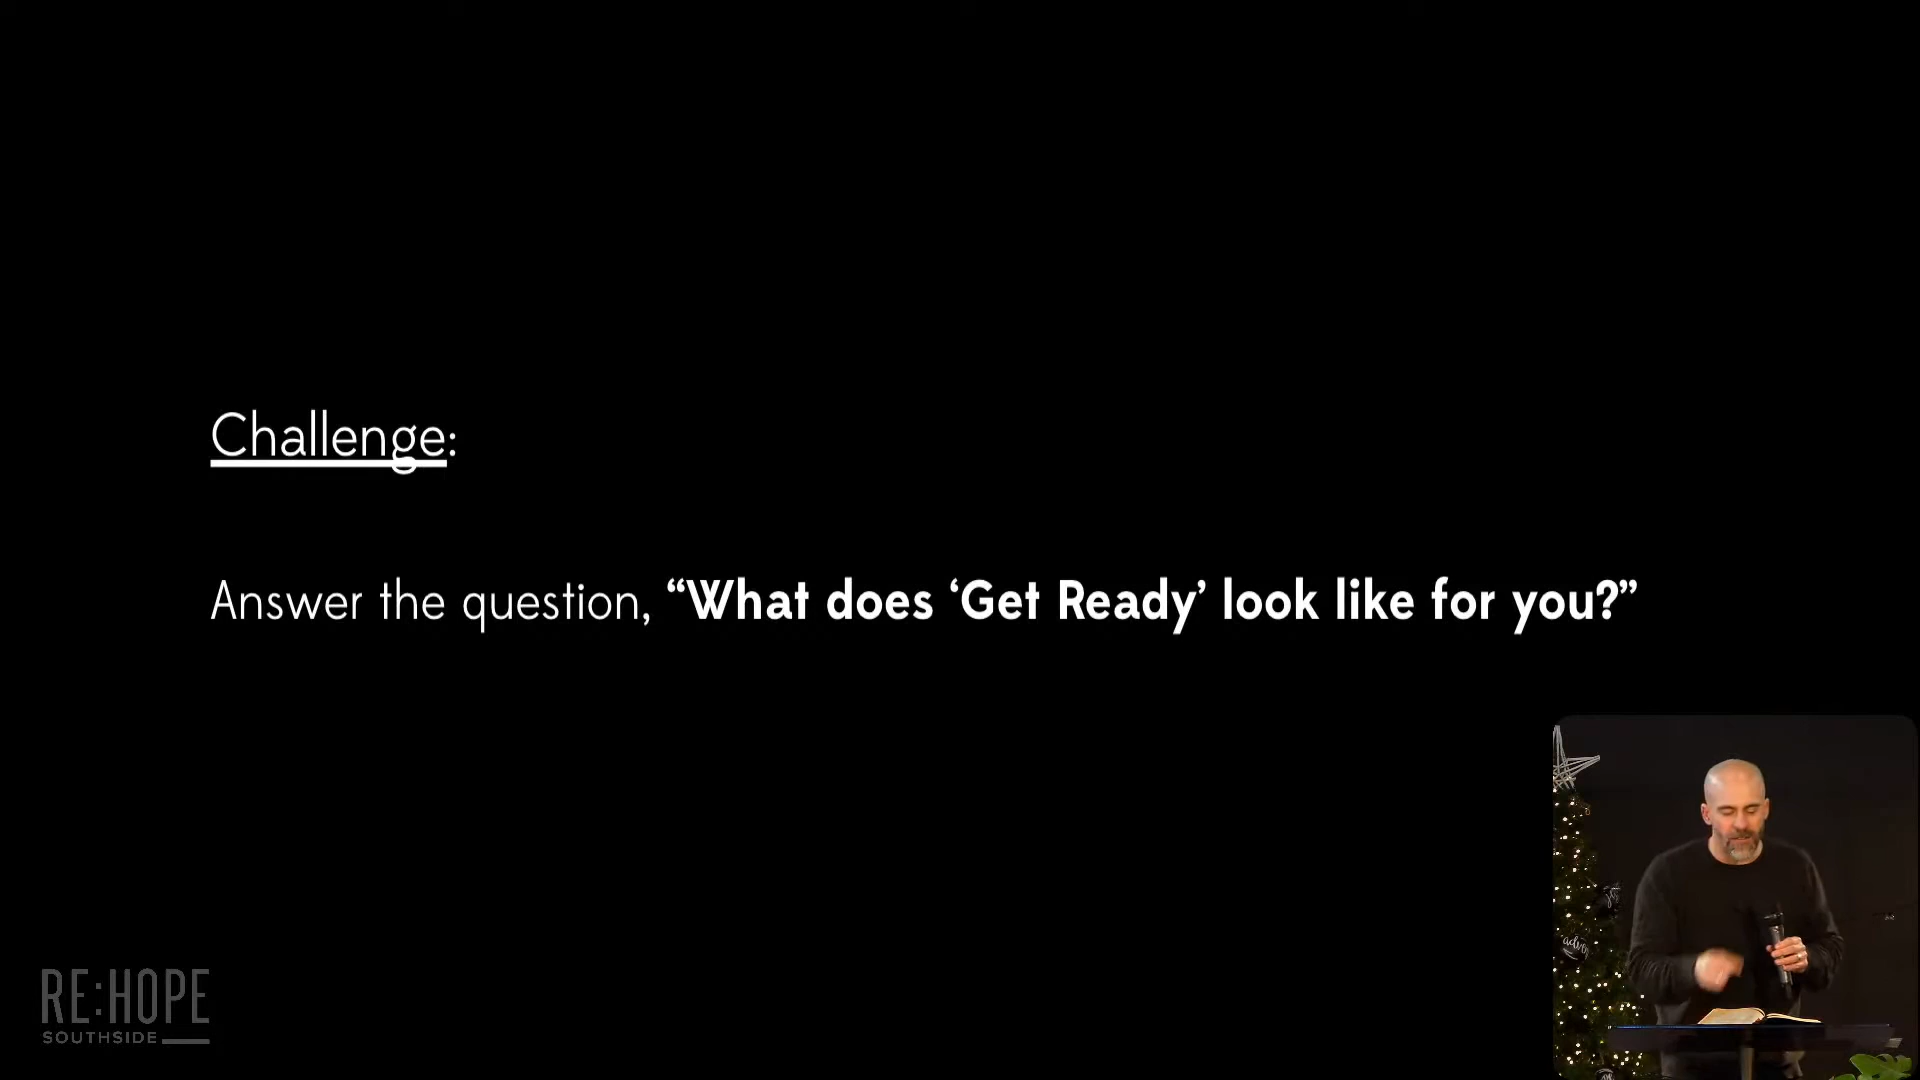 Challenge:
Answer the question, “What does ‘Get Ready’ look like for you?”
RE:HOPE
SOUTHSIDE